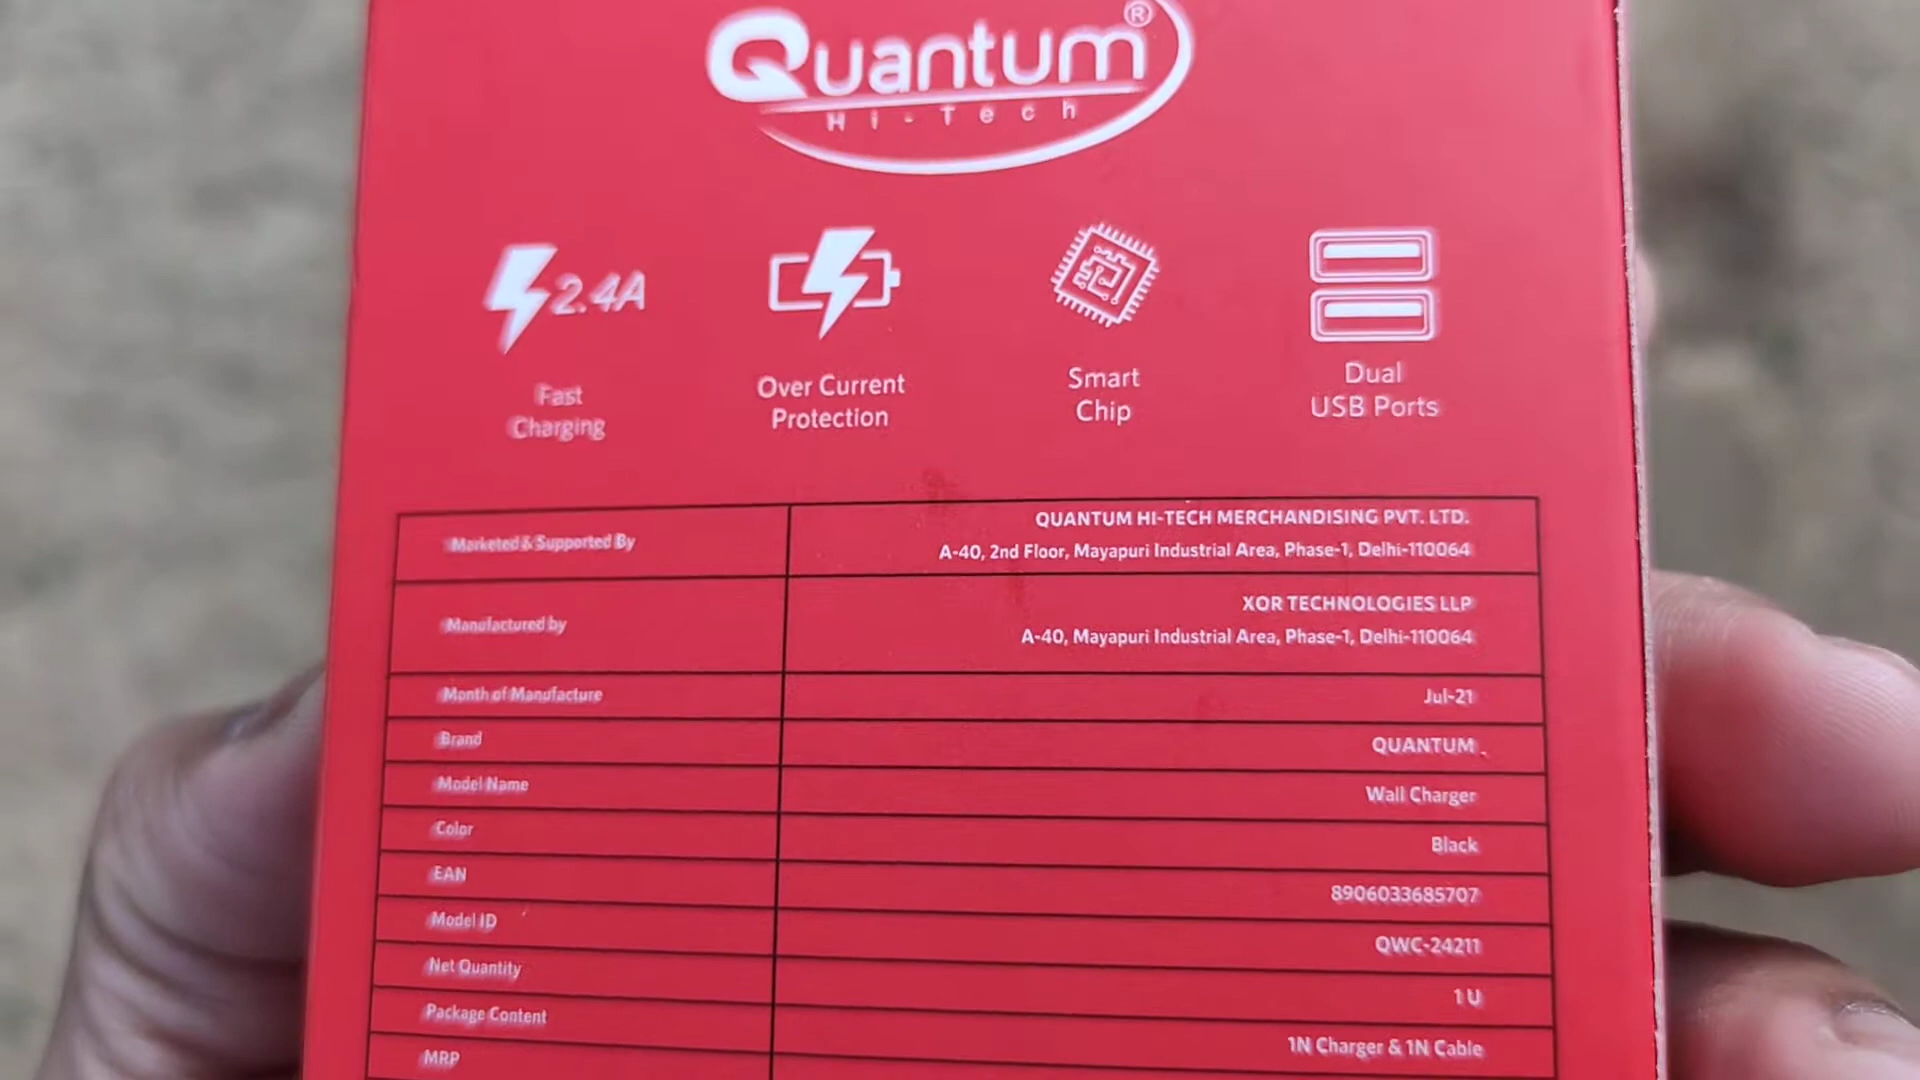 Quantum®
Hi-Tech
2.4A
Fast
Charging
Over Current
Protection
Smart
Chip
Dual
USB Ports
Marketed & Supported By
QUANTUM HI-TECH MERCHANDISING PVT. LTD.
A-40, 2nd Floor, Mayapuri Industrial Area, Phase-1, Delhi-110064
Manufactured by
XOR TECHNOLOGIES LLP
A-40, Mayapuri Industrial Area, Phase-1, Delhi-110064
Month of Manufacture
Jul-21
Brand
QUANTUM
Model Name
Wall Charger
Color
Black
EAN
8906033685707
Model ID
QWC-24211
Net Quantity
1 U
Package Content
1N Charger & 1N Cable
MRP